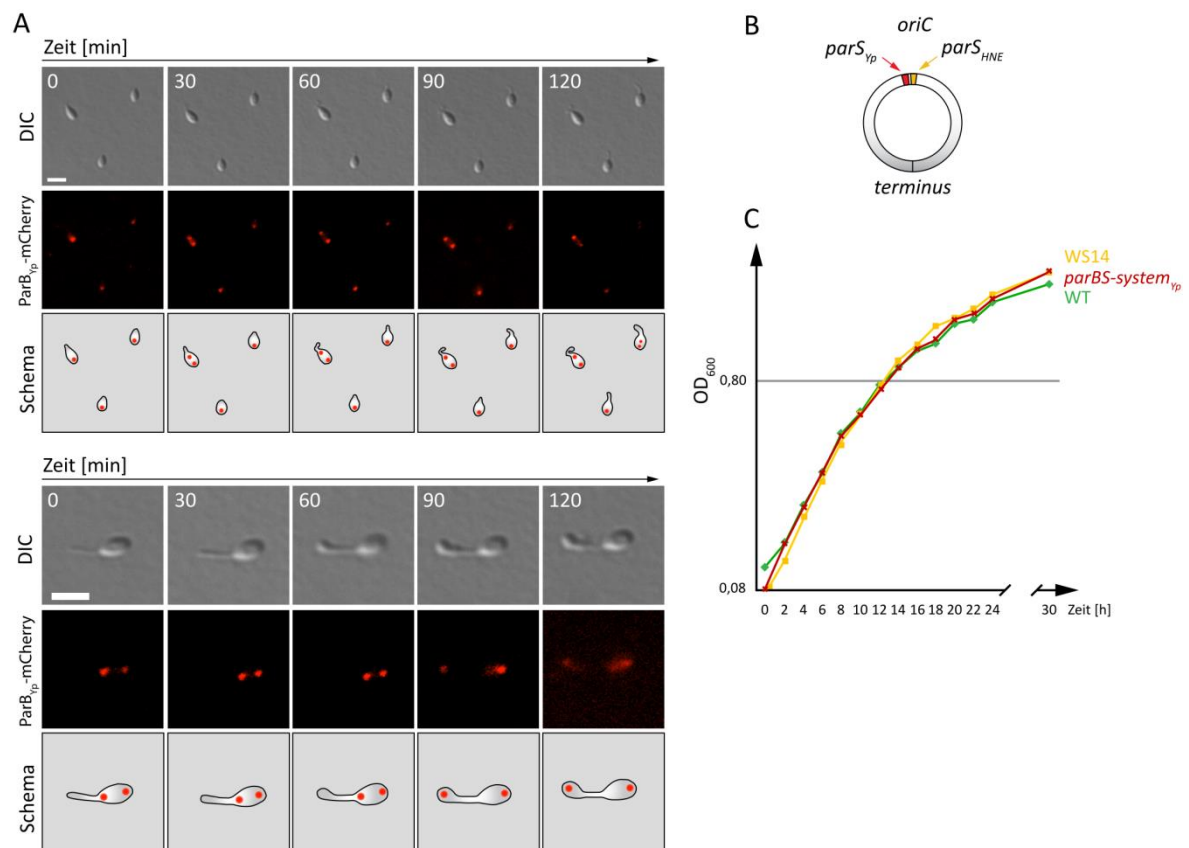 A
Zeit [min]
0 30 60 90 120
DIC
ParB_Yp-mCherry
Schema
Zeit [min]
0 30 60 90 120
DIC
ParB_Yp-mCherry
Schema
B
oriC
parS_Yp parS_HNE
terminus
C
WS14
parBS-system_Yp
WT
OD_600
0,80
0,08
0 2 4 6 8 10 12 14 16 18 20 22 24 30 Zeit [h]